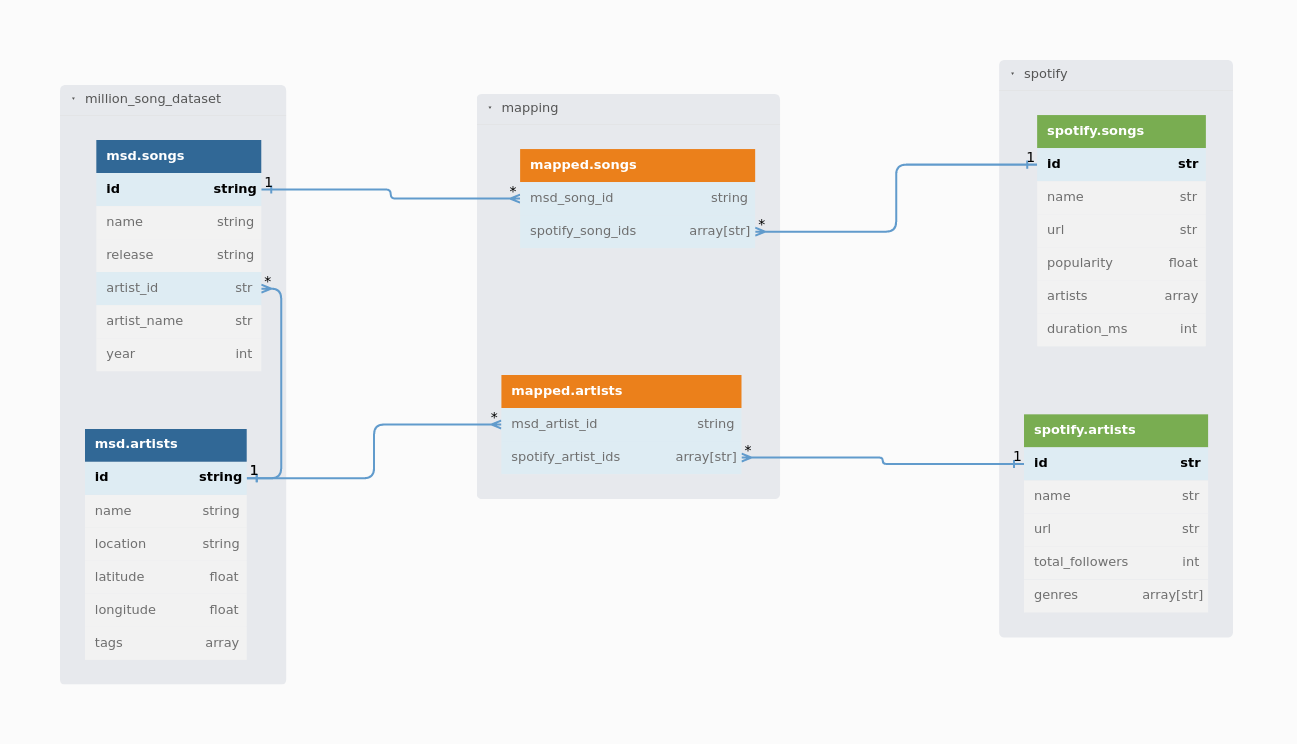 million_song_dataset
msd.songs
id string 1
name string
release string
artist_id str *
artist_name str
year int
msd.artists
id string 1
name string
location string
latitude float
longitude float
tags array
mapping
mapped.songs
* msd_song_id string
spotify_song_ids array[str] *
mapped.artists
* msd_artist_id string
spotify_artist_ids array[str] *
spotify
spotify.songs
1 id str
name str
url str
popularity float
artists array
duration_ms int
spotify.artists
1 id str
name str
url str
total_followers int
genres array[str]